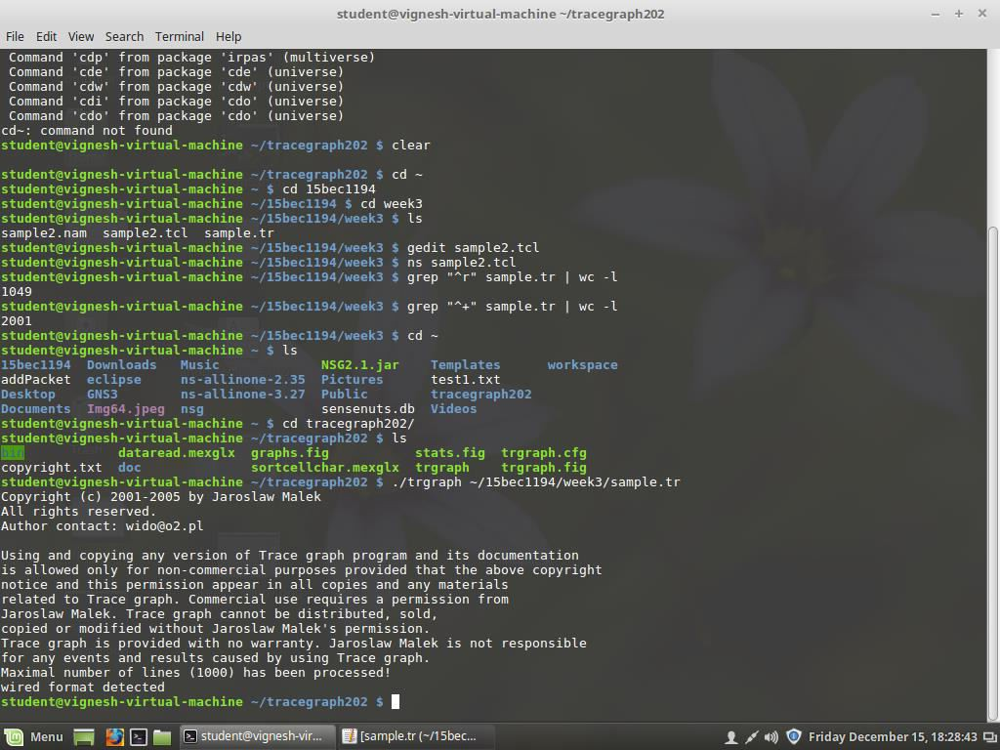 student@vignesh-virtual-machine ~/tracegraph202
File Edit View Search Terminal Help
Command 'cdp' from package 'irpas' (multiverse)
Command 'cde' from package 'cde' (universe)
Command 'cdw' from package 'cdw' (universe)
Command 'cdi' from package 'cdo' (universe)
Command 'cdo' from package 'cdo' (universe)
cd~: command not found
student@vignesh-virtual-machine ~/tracegraph202 $ clear
student@vignesh-virtual-machine ~/tracegraph202 $ cd ~
student@vignesh-virtual-machine ~ $ cd 15bec1194
student@vignesh-virtual-machine ~/15bec1194 $ cd week3
student@vignesh-virtual-machine ~/15bec1194/week3 $ ls
sample2.nam  sample2.tcl  sample.tr
student@vignesh-virtual-machine ~/15bec1194/week3 $ gedit sample2.tcl
student@vignesh-virtual-machine ~/15bec1194/week3 $ ns sample2.tcl
student@vignesh-virtual-machine ~/15bec1194/week3 $ grep "^r" sample.tr | wc -l
1049
student@vignesh-virtual-machine ~/15bec1194/week3 $ grep "^+" sample.tr | wc -l
2001
student@vignesh-virtual-machine ~/15bec1194/week3 $ cd ~
student@vignesh-virtual-machine ~ $ ls
15bec1194  Downloads   Music             NSG2.1.jar    Templates      workspace
addPacket  eclipse     ns-allinone-2.35  Pictures      test1.txt
Desktop    GNS3        ns-allinone-3.27  Public        tracegraph202
Documents  Img64.jpeg  nsg               sensenuts.db  Videos
student@vignesh-virtual-machine ~ $ cd tracegraph202/
student@vignesh-virtual-machine ~/tracegraph202 $ ls
bin            dataread.mexglx  graphs.fig           stats.fig  trgraph.cfg
copyright.txt  doc              sortcellchar.mexglx  trgraph    trgraph.fig
student@vignesh-virtual-machine ~/tracegraph202 $ ./trgraph ~/15bec1194/week3/sample.tr
Copyright (c) 2001-2005 by Jaroslaw Malek
All rights reserved.
Author contact: wido@o2.pl
Using and copying any version of Trace graph program and its documentation
is allowed only for non-commercial purposes provided that the above copyright
notice and this permission appear in all copies and any materials
related to Trace graph. Commercial use requires a permission from
Jaroslaw Malek. Trace graph cannot be distributed, sold,
copied or modified without Jaroslaw Malek's permission.
Trace graph is provided with no warranty. Jaroslaw Malek is not responsible
for any events and results caused by using Trace graph.
Maximal number of lines (1000) has been processed!
wired format detected
student@vignesh-virtual-machine ~/tracegraph202 $
Menu student@vignesh-vir... [sample.tr (~/15bec... Friday December 15, 18:28:43